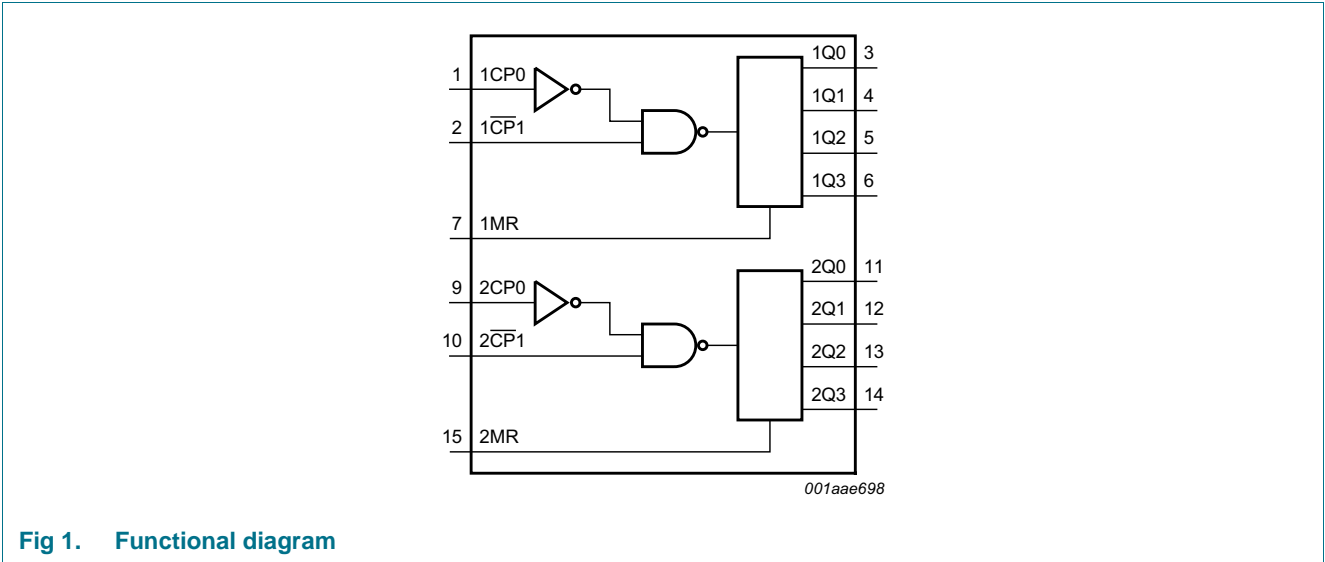 1 1CP0
2 1C̅P̅1
7 1MR
1Q0 3
1Q1 4
1Q2 5
1Q3 6
9 2CP0
10 2C̅P̅1
15 2MR
2Q0 11
2Q1 12
2Q2 13
2Q3 14
001aae698
Fig 1. Functional diagram